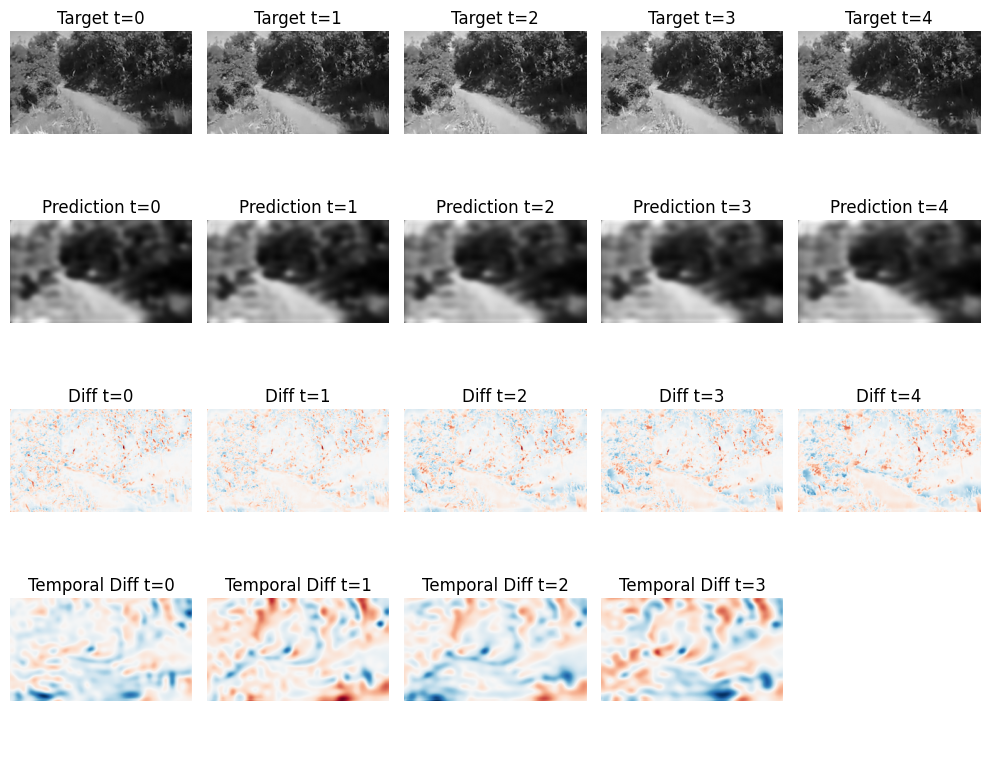 Target t=0 Target t=1 Target t=2 Target t=3 Target t=4
Prediction t=0 Prediction t=1 Prediction t=2 Prediction t=3 Prediction t=4
Diff t=0 Diff t=1 Diff t=2 Diff t=3 Diff t=4
Temporal Diff t=0 Temporal Diff t=1 Temporal Diff t=2 Temporal Diff t=3